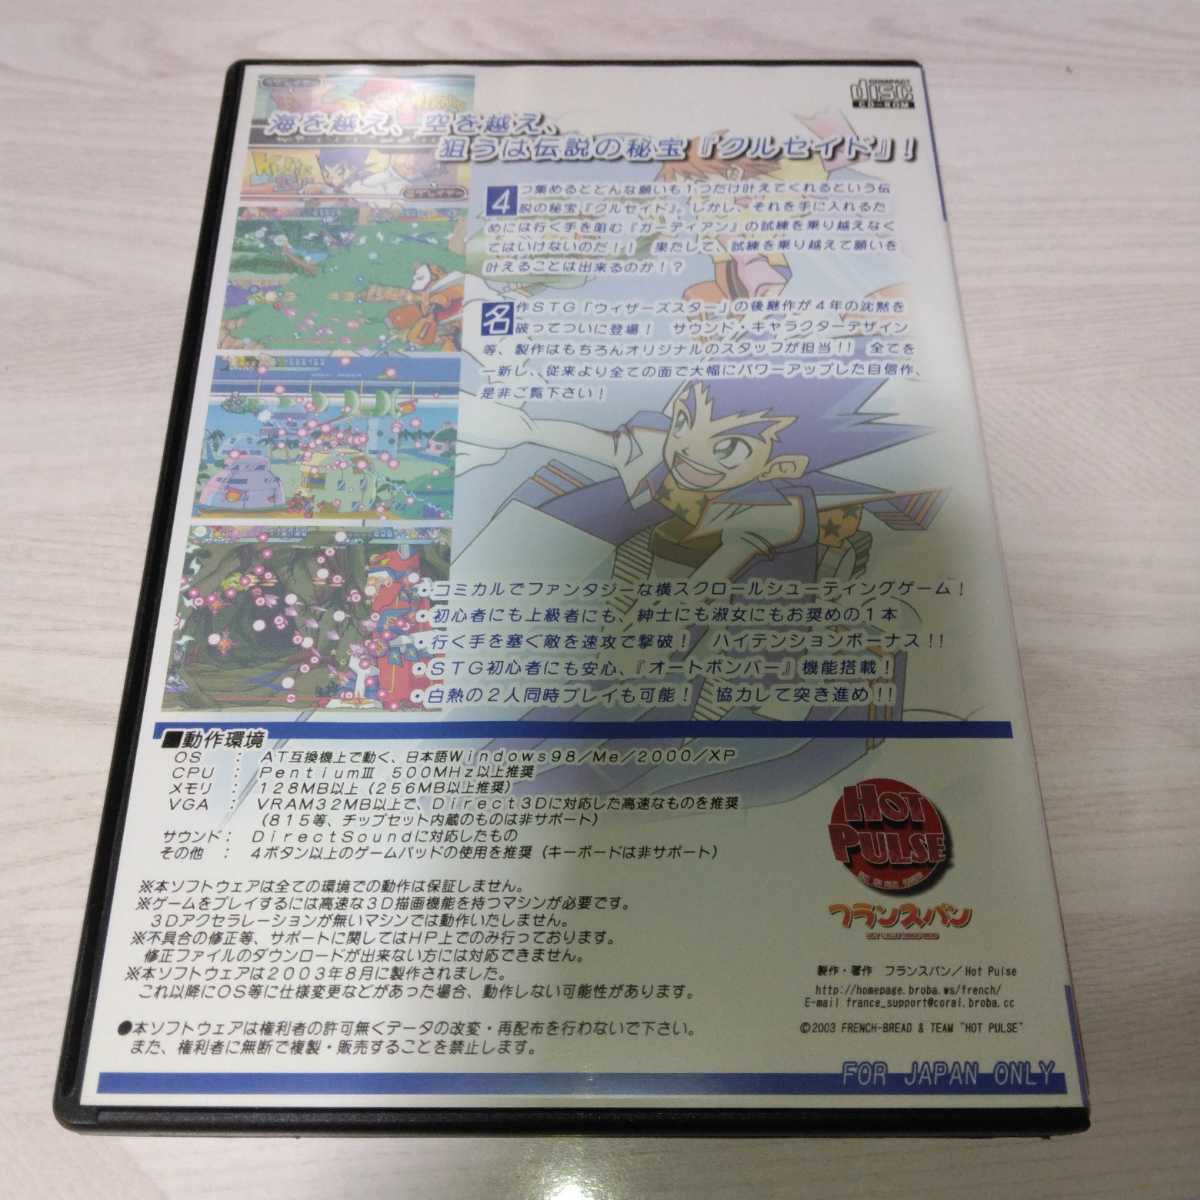 COMPACT
disc
CD-ROM
海を越え、空を越え、
狙うは伝説の秘宝『クルセイド』!
4つ集めるとどんな願いも1つだけ叶えてくれるという伝
説の秘宝『クルセイド』。しかし、それを手に入れるた
めには行く手を阻む『ガーディアン』の試練を乗り越えなく
てはいけないのだ!! 果たして、試練を乗り越えて願いを
叶えることは出来るのか!?
名作STG「ウィザーズスター」の後継作が4年の沈黙を
破ってついに登場! サウンド・キャラクターデザイン
等、製作はもちろんオリジナルのスタッフが担当!! 全てを
一新し、従来より全ての面で大幅にパワーアップした自信作、
是非ご覧下さい!
・コミカルでファンタジーな横スクロールシューティングゲーム!
・初心者にも上級者にも、紳士にも淑女にもお奨めの1本
・行く手を塞ぐ敵を速攻で撃破! ハイテンションボーナス!!
・STG初心者にも安心、『オートボンバー』機能搭載!
・白熱の2人同時プレイも可能! 協力して突き進め!!
■動作環境
OS : AT互換機上で動く、日本語Windows98/Me/2000/XP
CPU : PentiumⅢ 500MHz以上推奨
メモリ : 128MB以上(256MB以上推奨)
VGA : VRAM32MB以上で、Direct3Dに対応した高速なものを推奨
(815等、チップセット内蔵のものは非サポート)
サウンド: DirectSoundに対応したもの
その他 : 4ボタン以上のゲームパッドの使用を推奨(キーボードは非サポート)
※本ソフトウェアは全ての環境での動作は保証しません。
※ゲームをプレイするには高速な3D描画機能を持つマシンが必要です。
3Dアクセラレーションが無いマシンでは動作いたしません。
※不具合の修正等、サポートに関してはHP上でのみ行っております。
修正ファイルのダウンロードが出来ない方には対応できません。
※本ソフトウェアは2003年8月に製作されました。
これ以降にOS等に仕様変更などがあった場合、動作しない可能性があります。
●本ソフトウェアは権利者の許可無くデータの改変・再配布を行わないで下さい。
また、権利者に無断で複製・販売することを禁止します。
HOT
PULSE
フランスパン
製作・著作 フランスパン/Hot Pulse
http://homepage.broba.ws/french/
E-mail france_support@coral.broba.cc
©2003 FRENCH-BREAD & TEAM "HOT PULSE"
FOR JAPAN ONLY